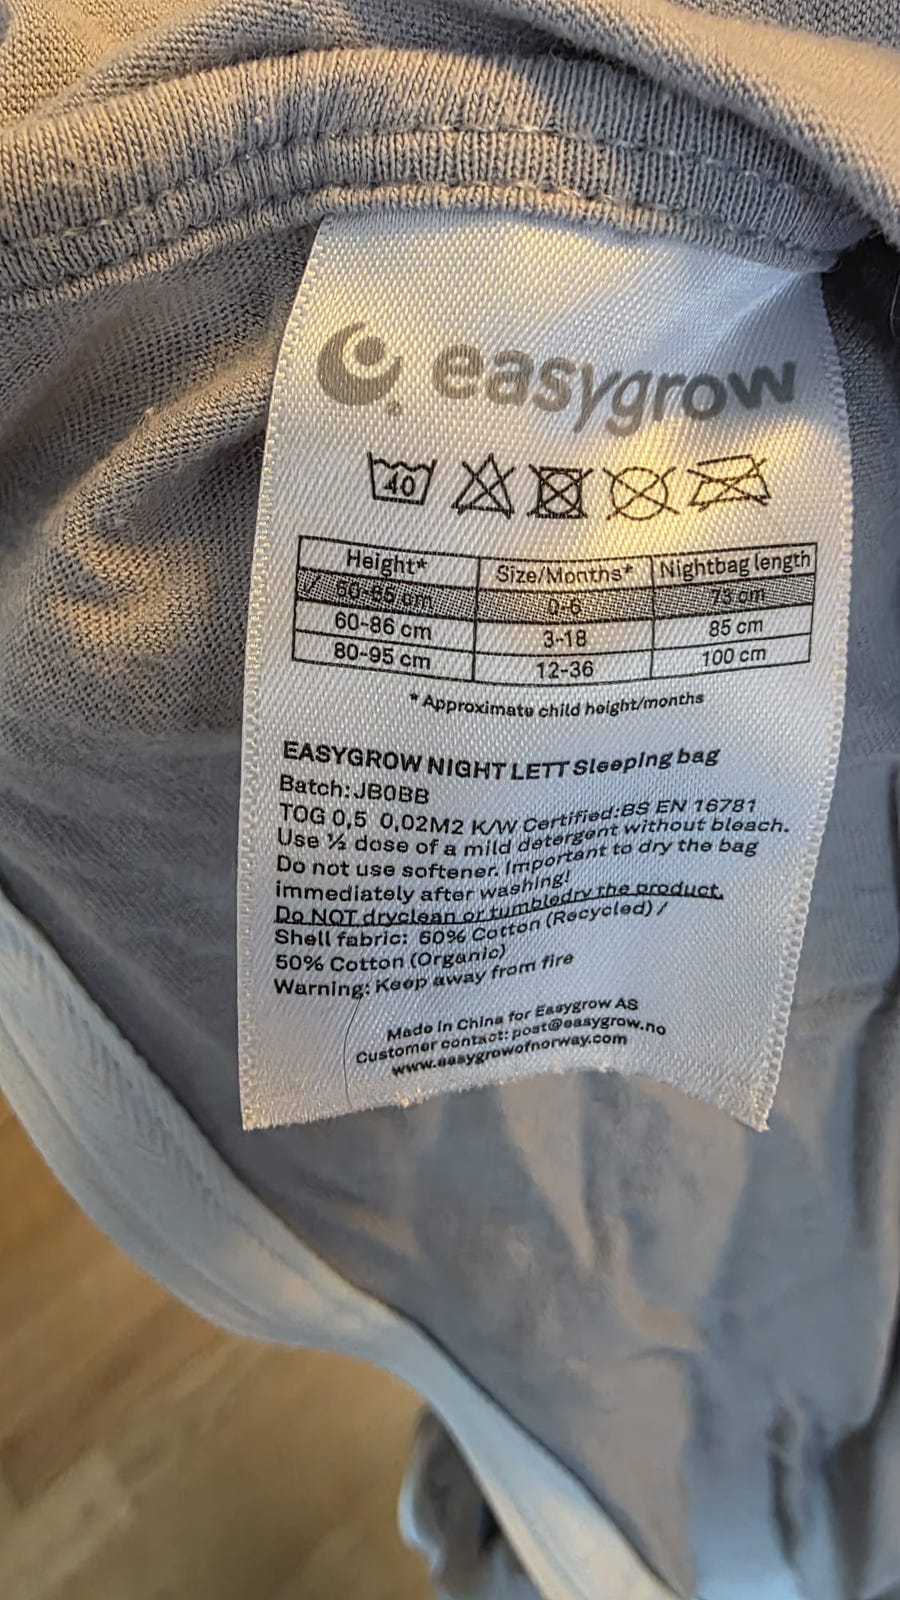 easygrow
40
Height* Size/Months* Nightbag length
✓ 50-65 cm 0-6 73 cm
60-86 cm 3-18 85 cm
80-95 cm 12-36 100 cm
* Approximate child height/months
EASYGROW NIGHT LETT Sleeping bag
Batch: JB0BB
TOG 0,5 0,02M2 K/W Certified:BS EN 16781
Use ½ dose of a mild detergent without bleach.
Do not use softener. Important to dry the bag
immediately after washing!
Do NOT dryclean or tumbledry the product.
Shell fabric: 50% Cotton (Recycled) /
50% Cotton (Organic)
Warning: Keep away from fire
Made in China for Easygrow AS
Customer contact: post@easygrow.no
www.easygrowofnorway.com